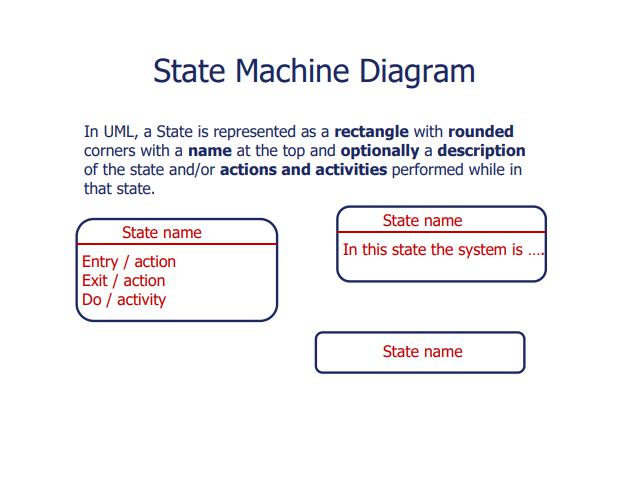 State Machine Diagram
In UML, a State is represented as a rectangle with rounded
corners with a name at the top and optionally a description
of the state and/or actions and activities performed while in
that state.
State name
Entry / action
Exit / action
Do / activity
State name
In this state the system is ....
State name